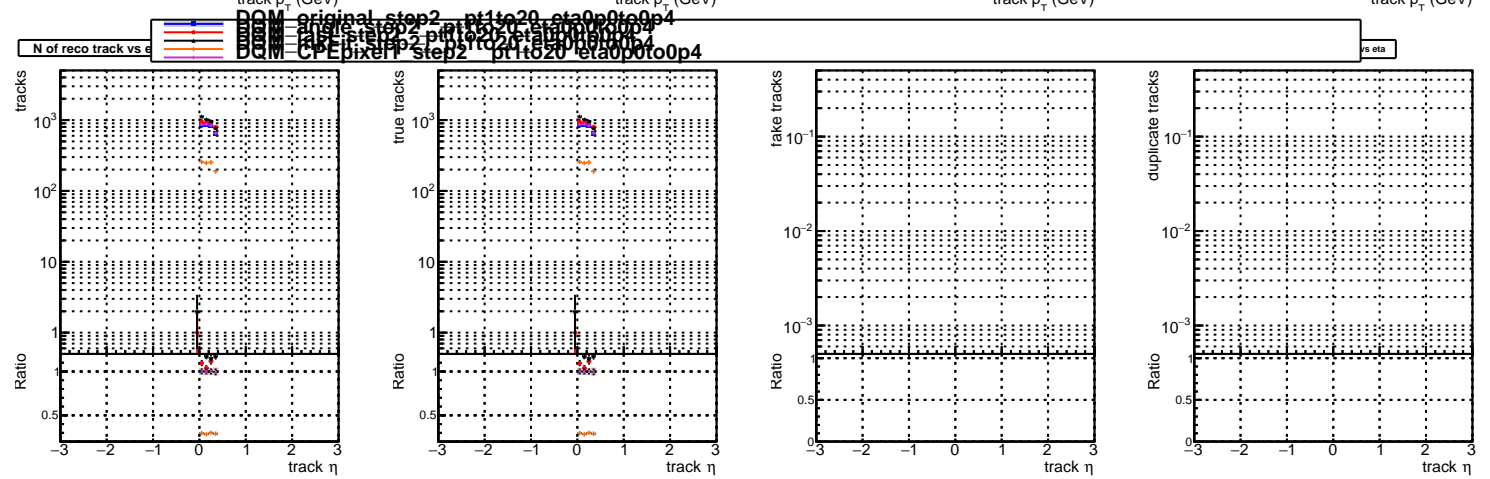 track p_T (GeV) track p_T (GeV) track p_T (GeV) track p_T (GeV)
DQM_original_step2__pt1to20_eta0p0to0p4
DQM_angle_step2__pt1to20_eta0p0to0p4
DQM_CPEpixel1_step2__pt1to20_eta0p0to0p4
N of reco track vs e
vs eta
tracks
10^3
10^2
10
1
Ratio
1
0.5
−3 −2 −1 0 1 2 3
track η
true tracks
10^3
10^2
10
1
Ratio
1
0.5
−3 −2 −1 0 1 2 3
track η
fake tracks
10^−1
10^−2
10^−3
Ratio
1
0.5
0
−3 −2 −1 0 1 2 3
track η
duplicate tracks
10^−1
10^−2
10^−3
Ratio
1
0.5
0
−3 −2 −1 0 1 2 3
track η